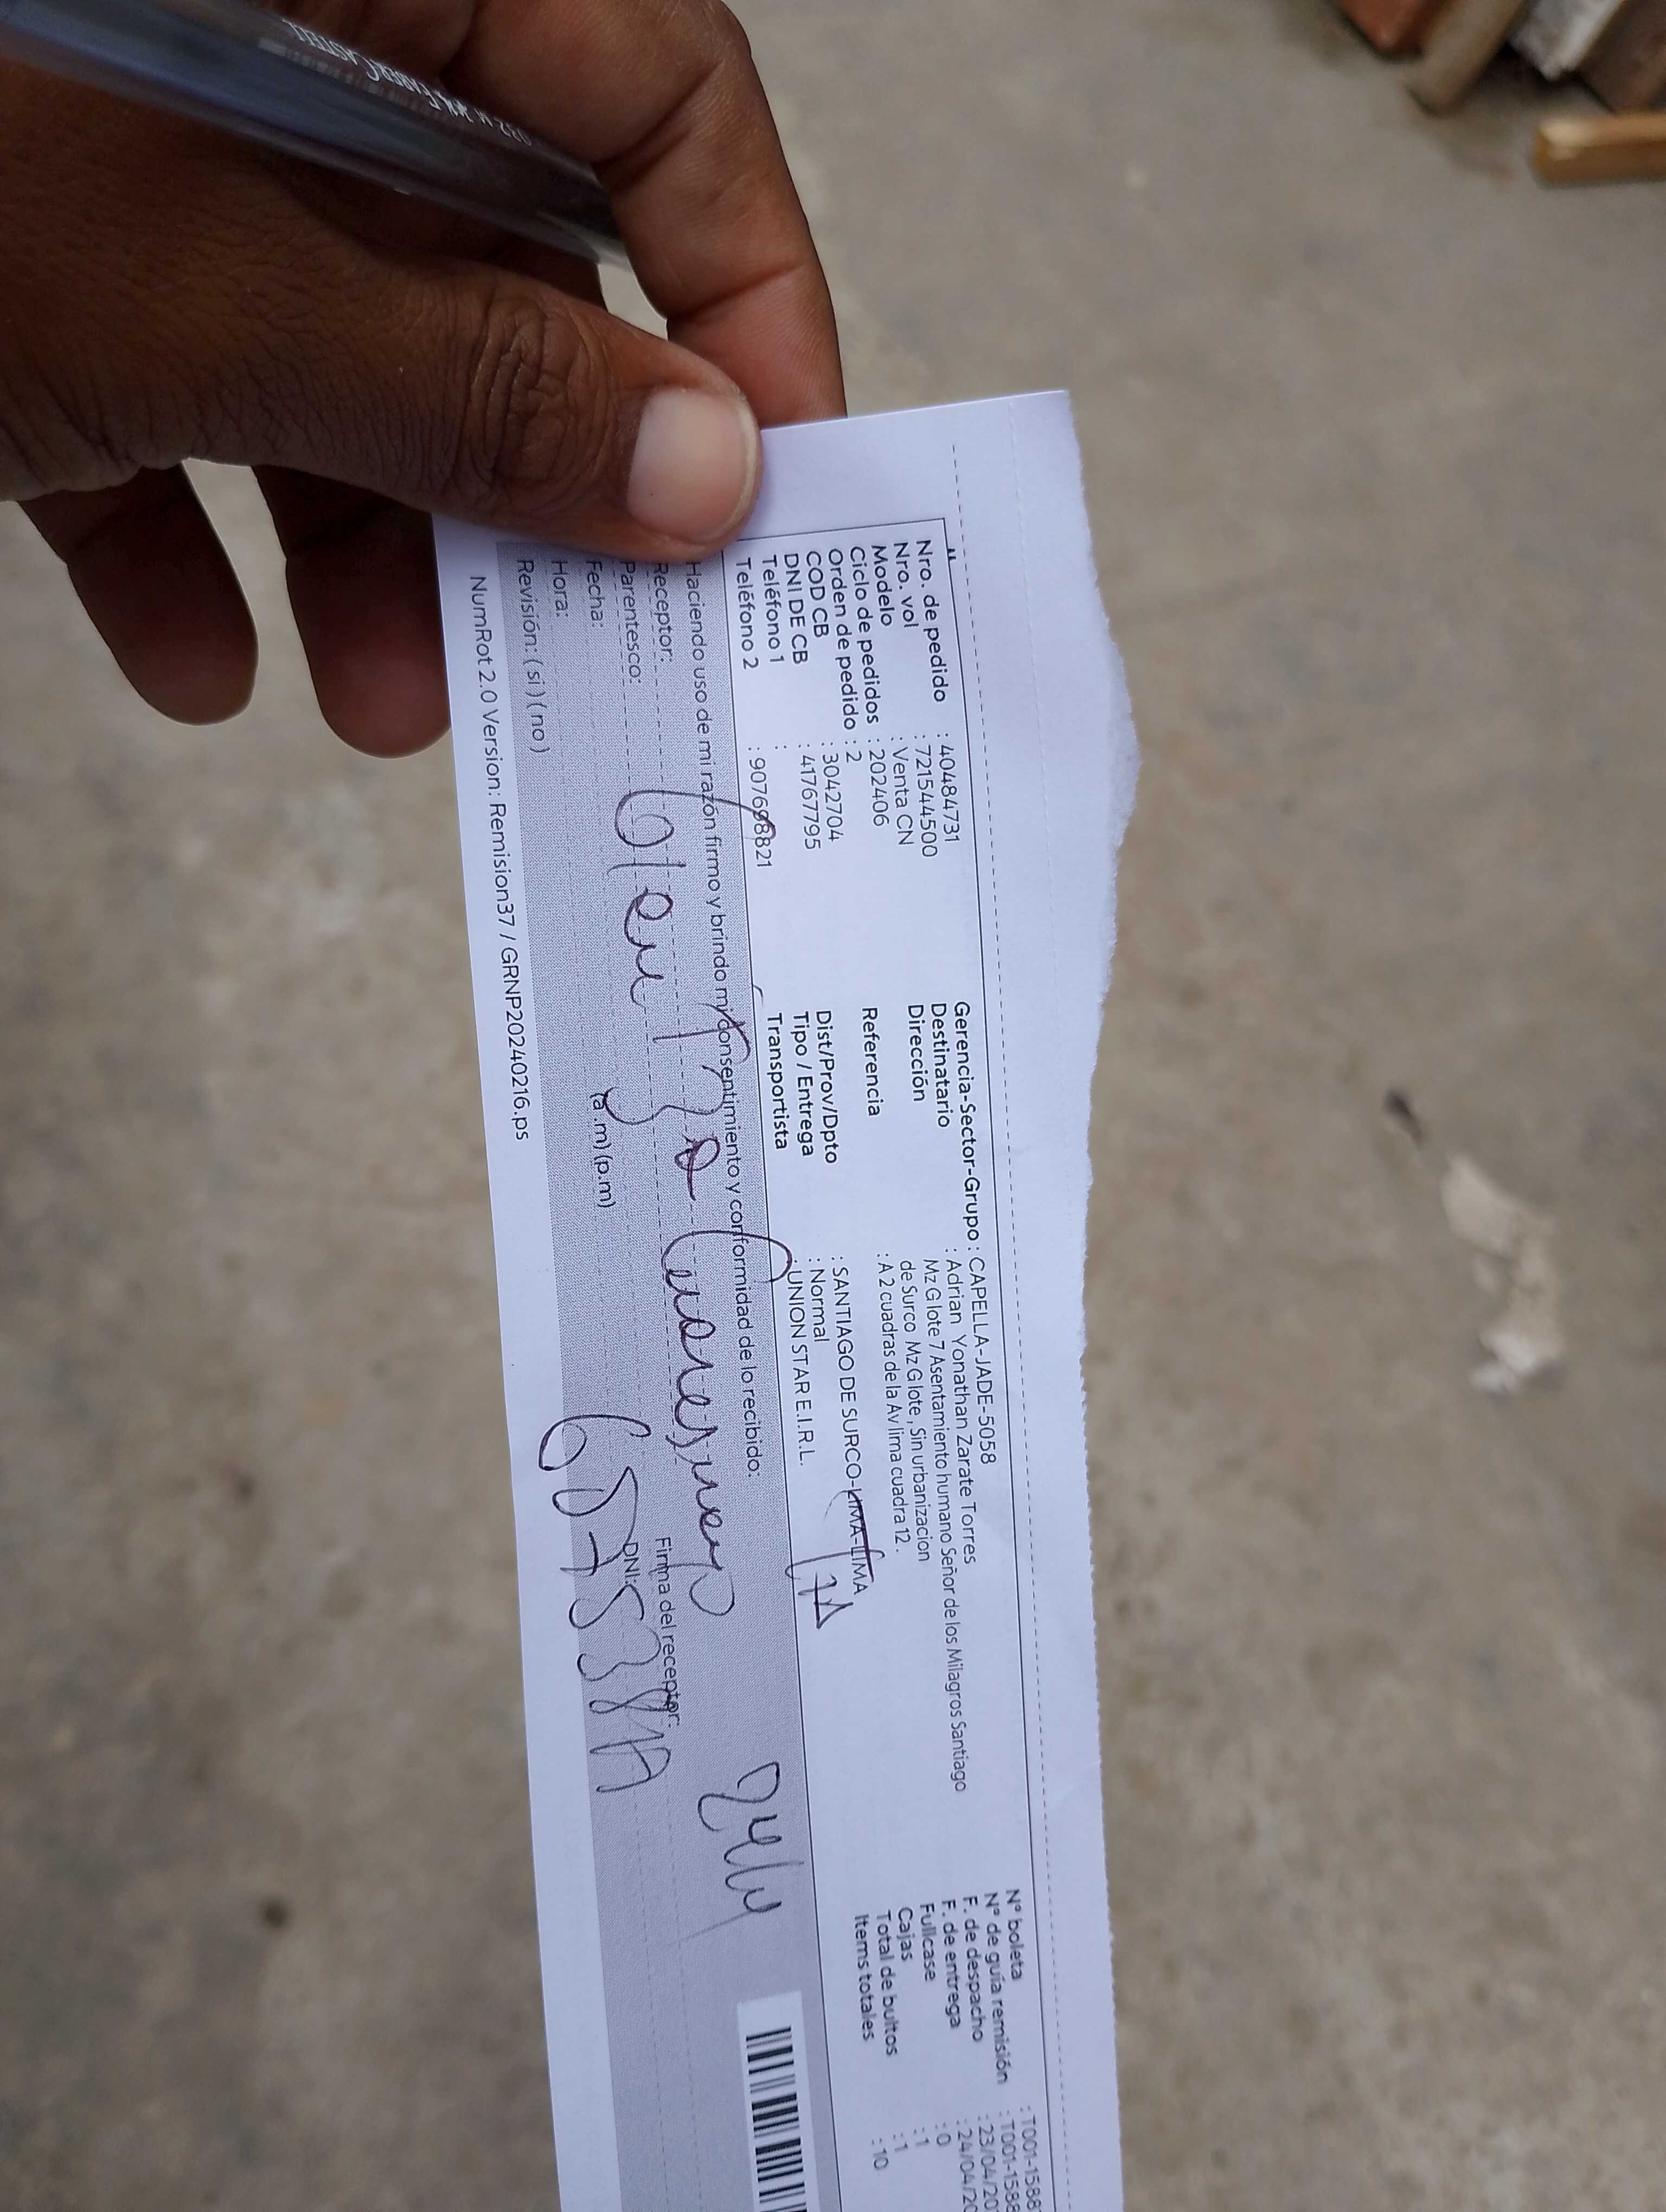 FABER-CASTELL 032-M
Nro. de pedido : 40484731
Nro. vol : 721544500
Modelo : Venta CN
Ciclo de pedidos : 202406
Orden de pedido : 2
COD CB : 3042704
DNI DE CB : 41767795
Teléfono 1 :
Teléfono 2 : 907698821
Gerencia-Sector-Grupo : CAPELLA-JADE-5058
Destinatario : Adrian Yonathan Zarate Torres
Dirección Mz G lote 7 Asentamiento humano Señor de los Milagros Santiago
de Surco Mz G lote , Sin urbanizacion
Referencia : A 2 cuadras de la Av lima cuadra 12 .
Dist/Prov/Dpto : SANTIAGO DE SURCO-LIMA-LIMA
Tipo / Entrega : Normal
Transportista : UNION STAR E.I.R.L.
N° boleta : T001-1588
N° de guía remisión : T001-1588
F. de despacho : 23/04/20
F. de entrega : 24/04/20
Fullcase : 0
Cajas : 1
Total de bultos : 1
Items totales : 10
Haciendo uso de mi razón firmo y brindo mi consentimiento y conformidad de lo recibido:
Receptor:
Parentesco:
Fecha:
Hora: (a .m) (p.m)
Revisión: ( si ) ( no )
Firma del receptor:
DNI:
NumRot 2.0 Version: Remision37 / GRNP20240216.ps